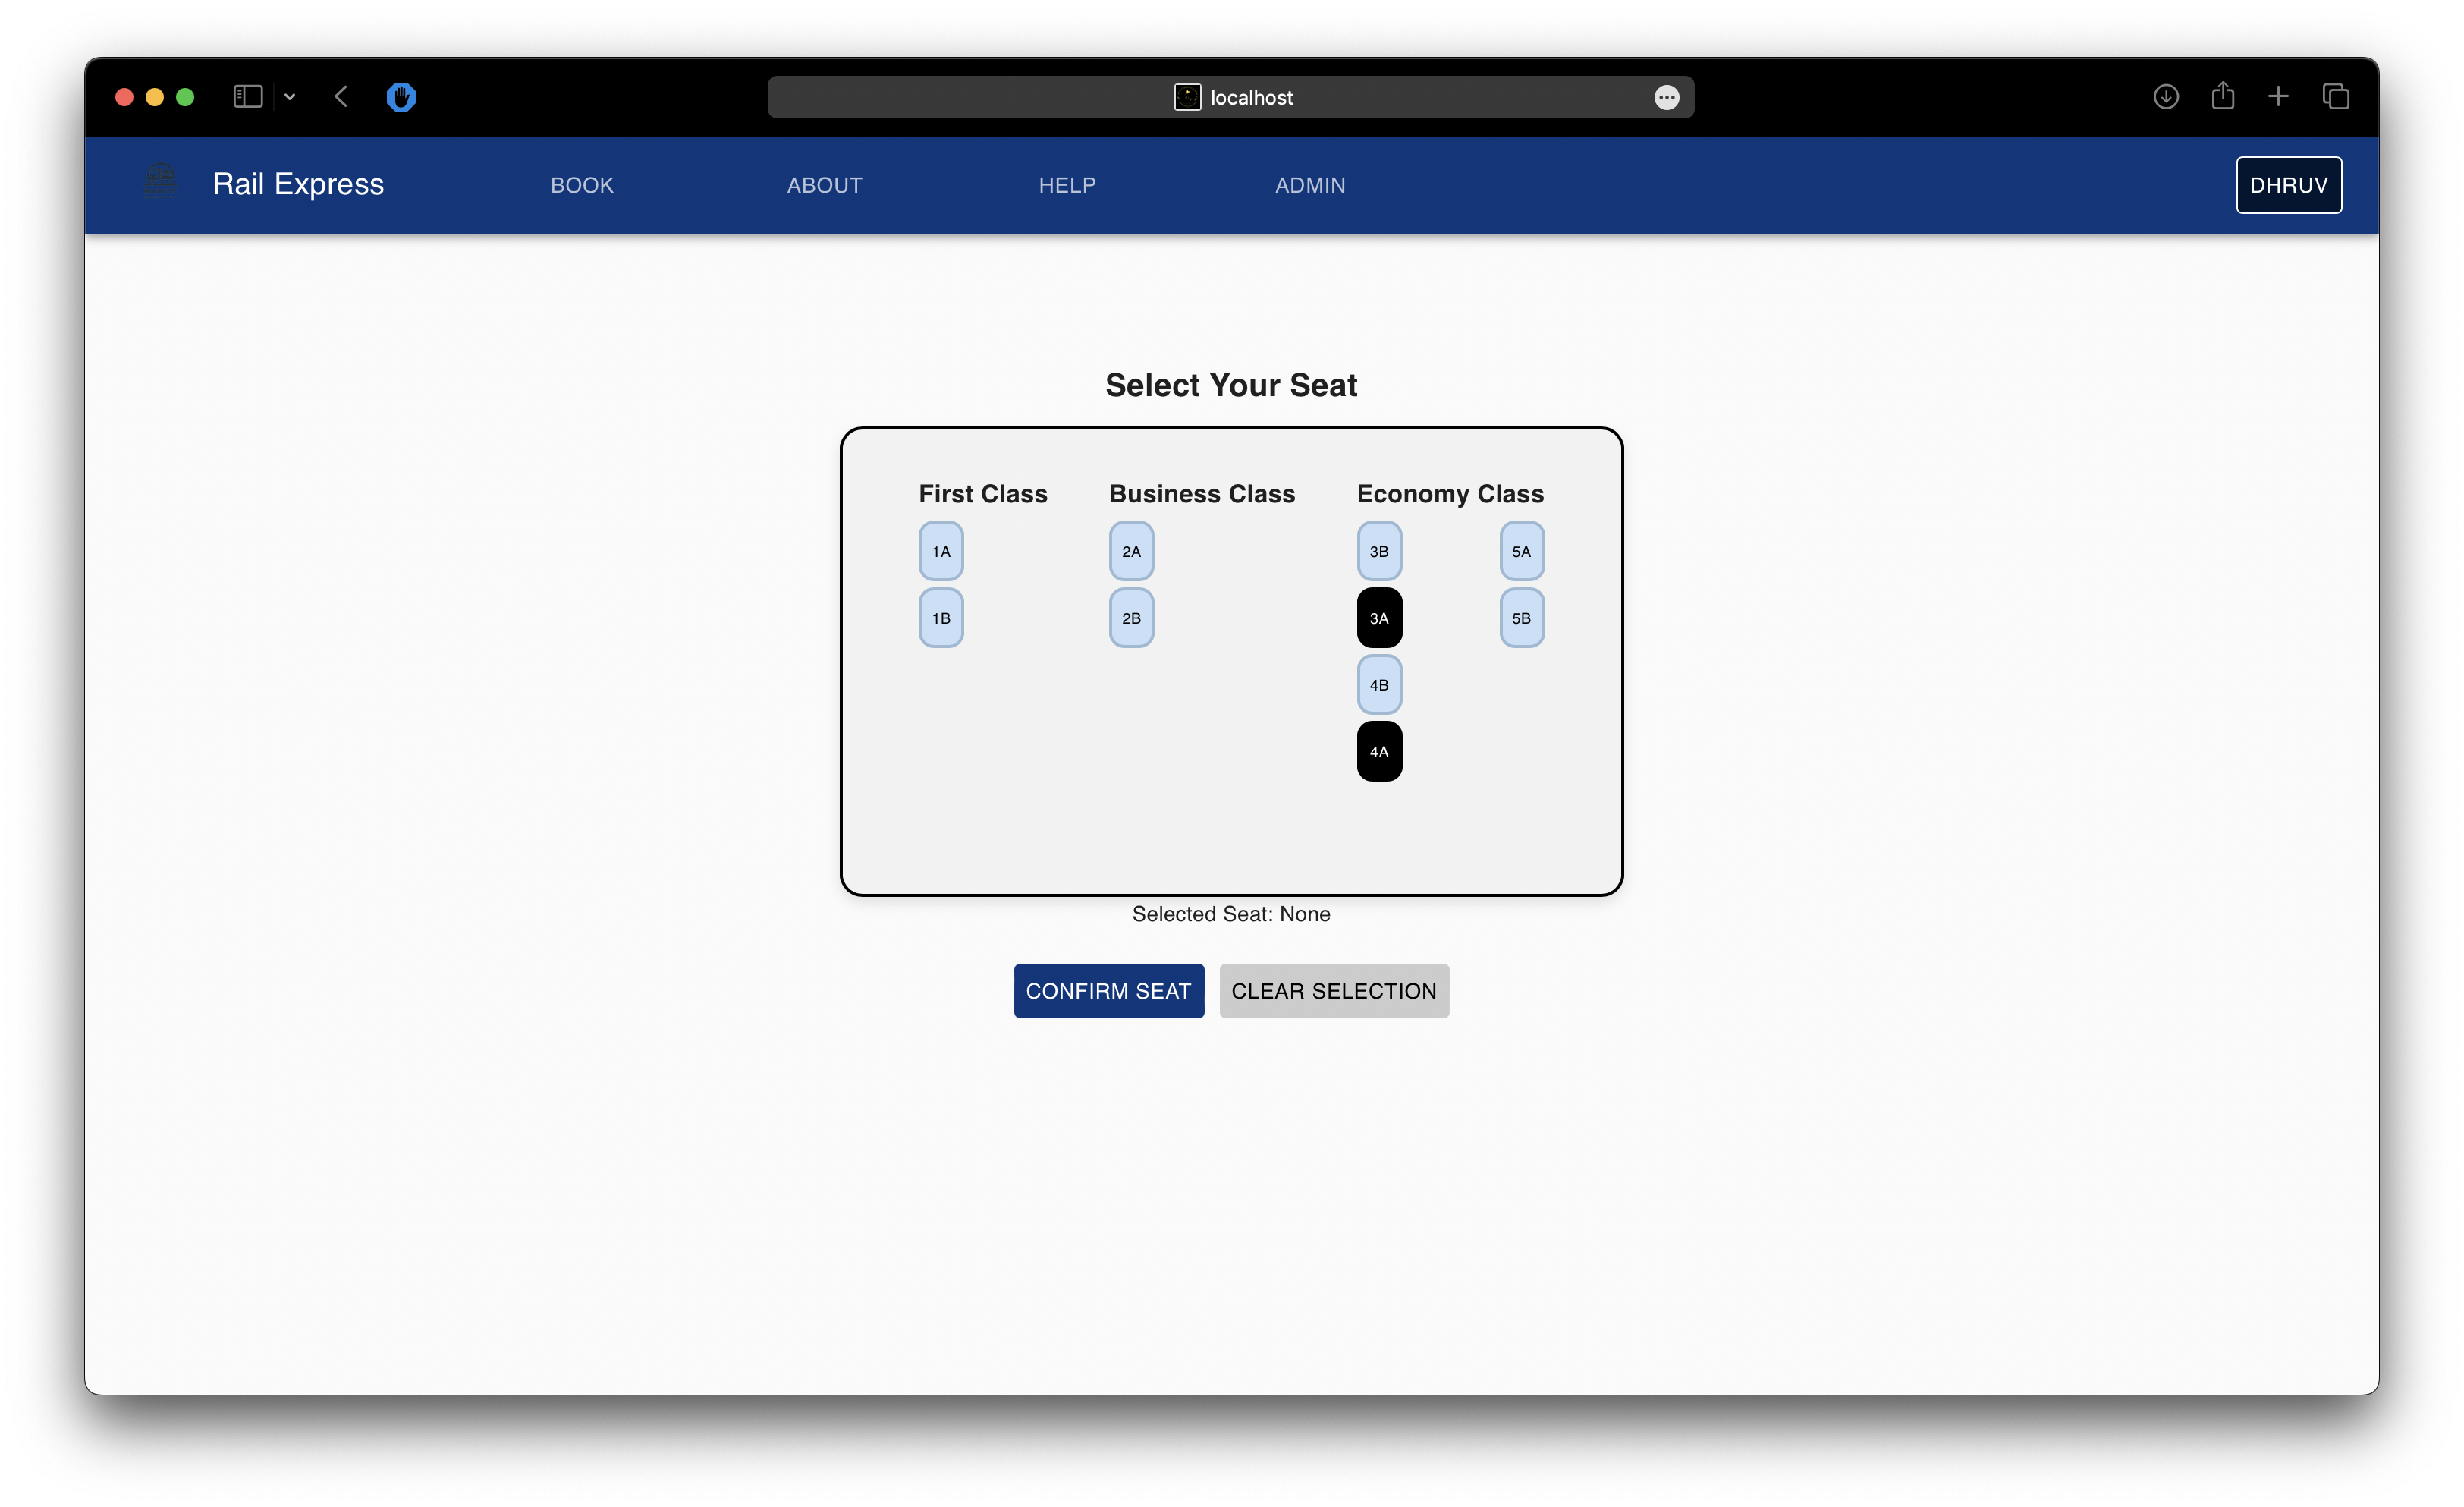 localhost
Rail Express
BOOK
ABOUT
HELP
ADMIN
DHRUV
Select Your Seat
First Class
Business Class
Economy Class
1A
2A
3B
5A
1B
2B
3A
5B
4B
4A
Selected Seat: None
CONFIRM SEAT
CLEAR SELECTION